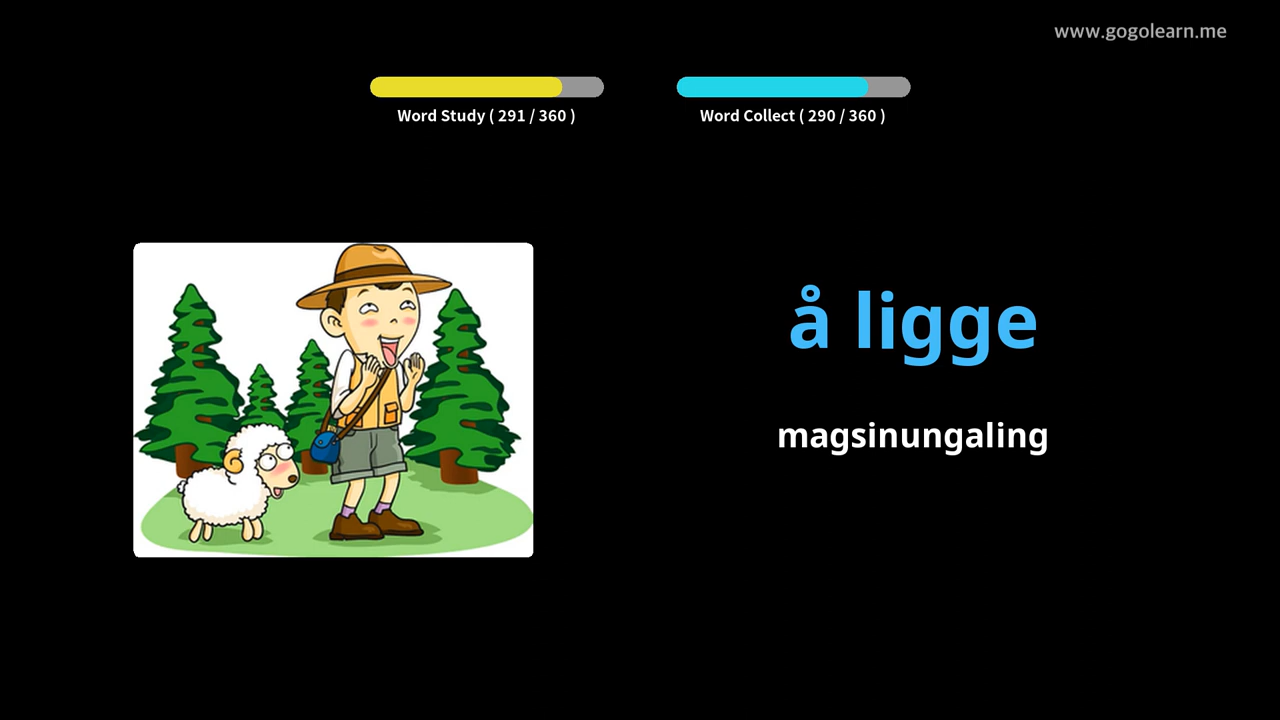 www.gogolearn.me
Word Study ( 291 / 360 )
Word Collect ( 290 / 360 )
å ligge
magsinungaling